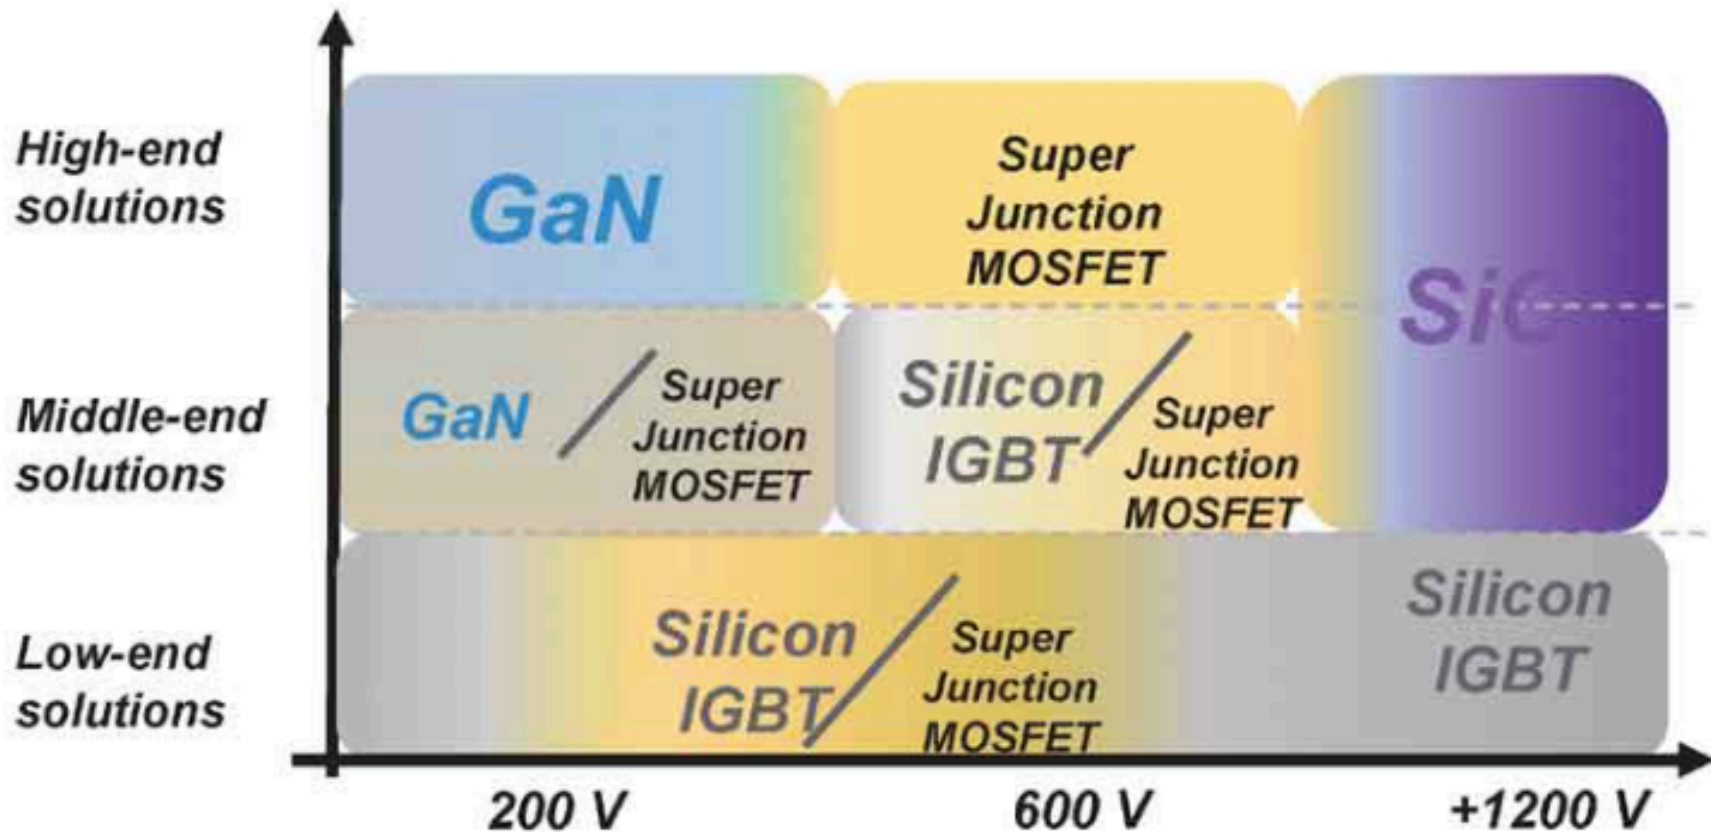 High-end
solutions
GaN
Super
Junction
MOSFET
SiC
Middle-end
solutions
GaN
/
Super
Junction
MOSFET
Silicon
IGBT
/
Super
Junction
MOSFET
Low-end
solutions
Silicon
IGBT
/
Super
Junction
MOSFET
Silicon
IGBT
200 V
600 V
+1200 V